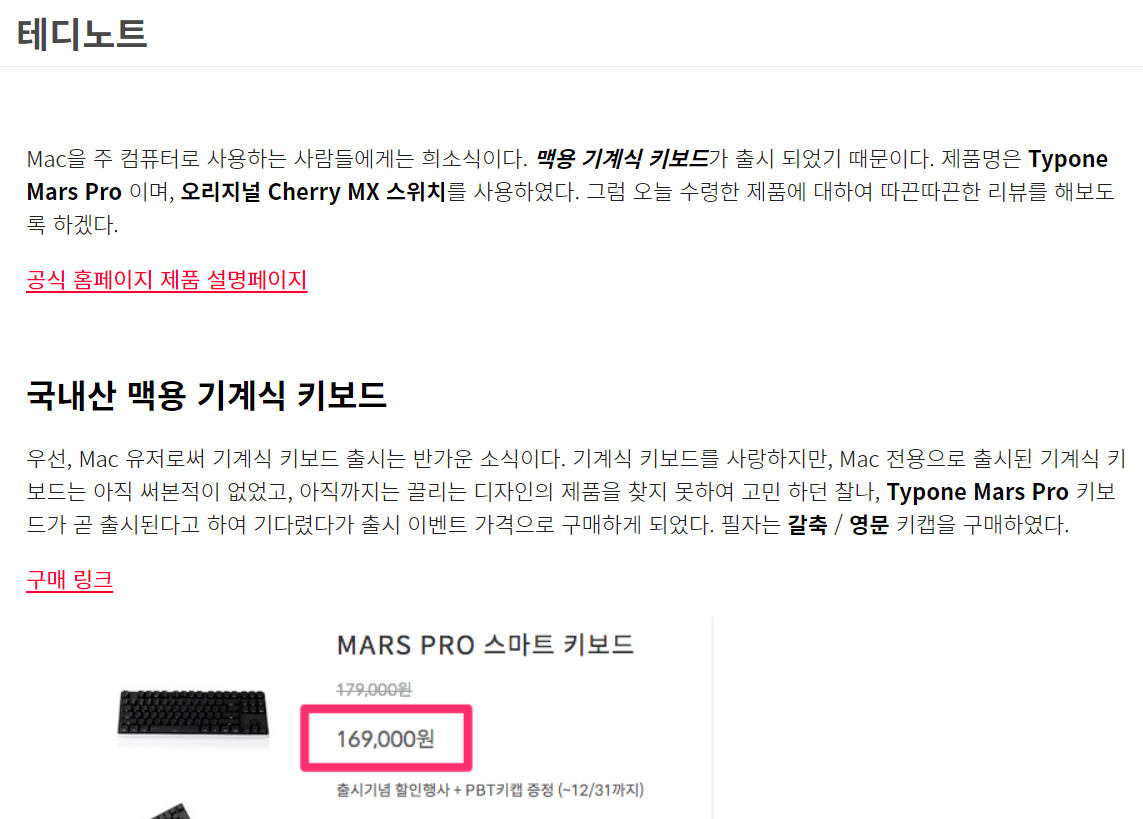 테디노트
Mac을 주 컴퓨터로 사용하는 사람들에게는 희소식이다. 맥용 기계식 키보드가 출시 되었기 때문이다. 제품명은 Typone
Mars Pro 이며, 오리지널 Cherry MX 스위치를 사용하였다. 그럼 오늘 수령한 제품에 대하여 따끈따끈한 리뷰를 해보도
록 하겠다.
공식 홈페이지 제품 설명페이지
국내산 맥용 기계식 키보드
우선, Mac 유저로써 기계식 키보드 출시는 반가운 소식이다. 기계식 키보드를 사랑하지만, Mac 전용으로 출시된 기계식 키
보드는 아직 써본적이 없었고, 아직까지는 끌리는 디자인의 제품을 찾지 못하여 고민 하던 찰나, Typone Mars Pro 키보
드가 곧 출시된다고 하여 기다렸다가 출시 이벤트 가격으로 구매하게 되었다. 필자는 갈축 / 영문 키캡을 구매하였다.
구매 링크
MARS PRO 스마트 키보드
179,000원
169,000원
출시기념 할인행사 + PBT키캡 증정 (~12/31까지)